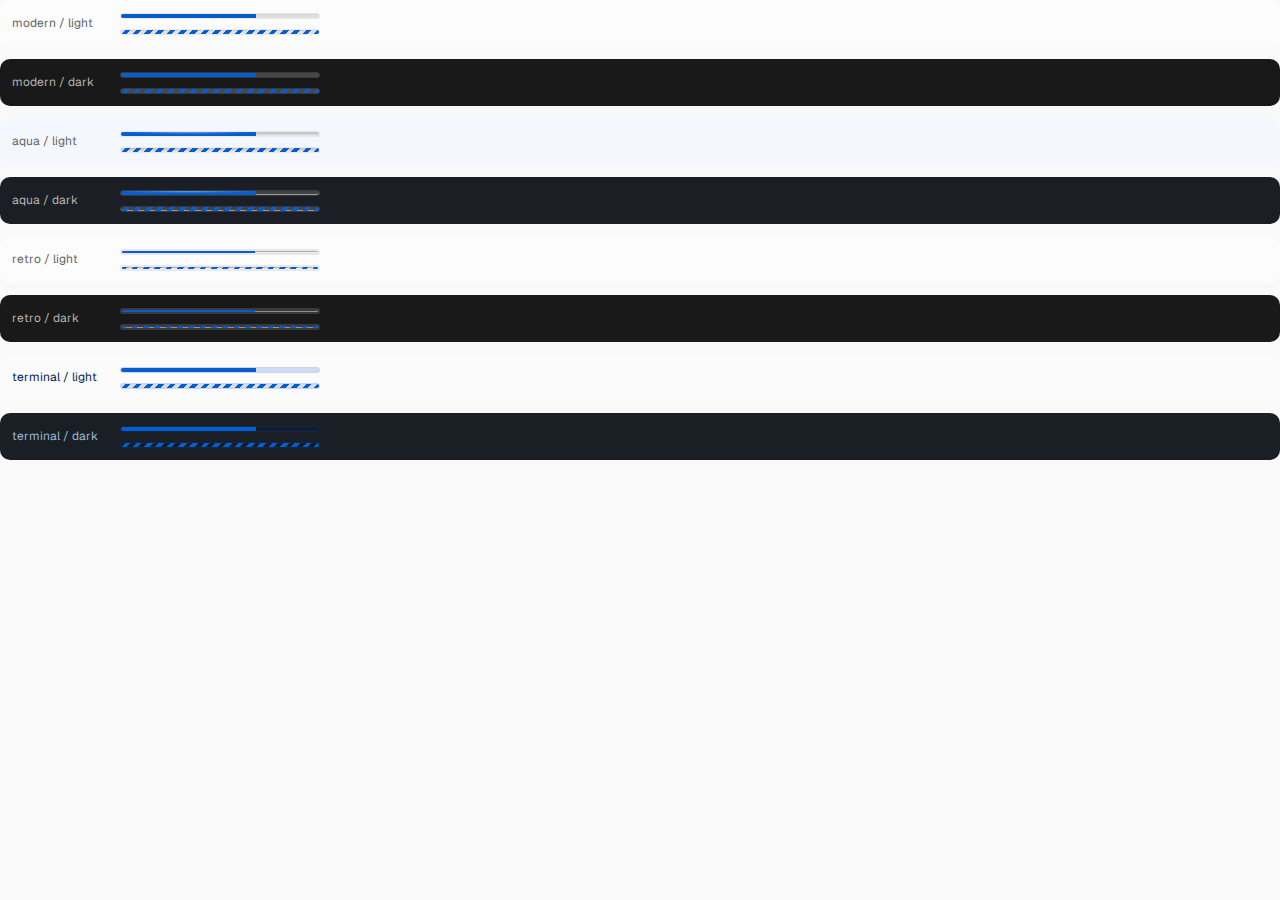 modern / light
modern / dark
aqua / light
aqua / dark
retro / light
retro / dark
terminal / light
terminal / dark